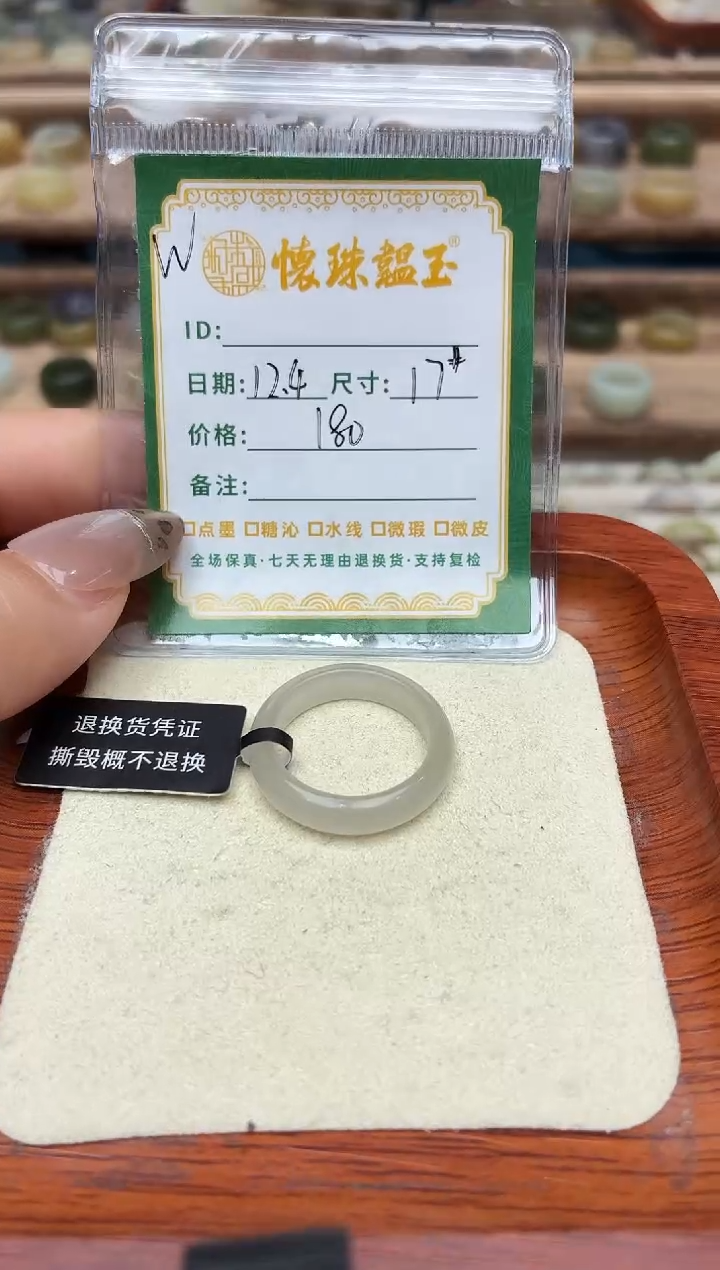 W 懷珠韞玉®
ID:
日期:12.4 尺寸:17#
价格:180
备注:
点墨 糖沁 水线 微瑕 微皮
全场保真·七天无理由退换货·支持复检
退换货凭证
撕毁概不退换